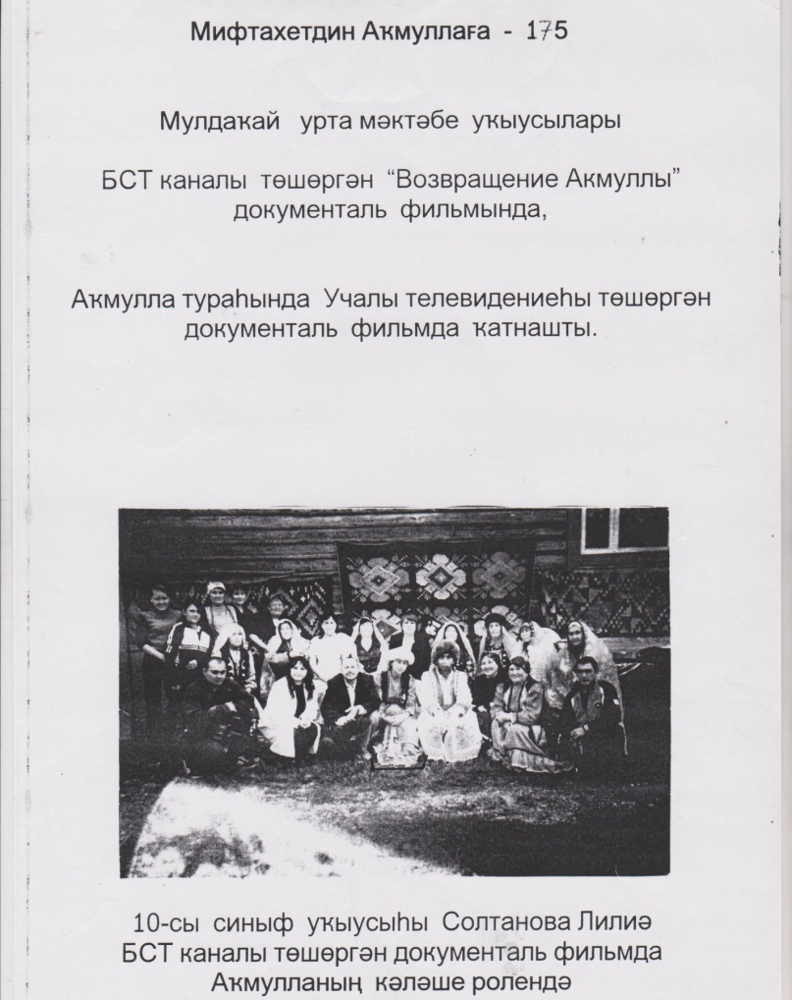 Мифтахетдин Аҡмуллаға - 175
Мулдаҡай урта мәктәбе уҡыусылары
БСТ каналы төшөргән “Возвращение Акмуллы”
документаль фильмында,
Аҡмулла тураһында Учалы телевидениеһы төшөргән
документаль фильмда ҡатнашты.
10-сы синыф уҡыусыһы Солтанова Лилиә
БСТ каналы төшөргән документаль фильмда
Аҡмулланың кәләше ролендә